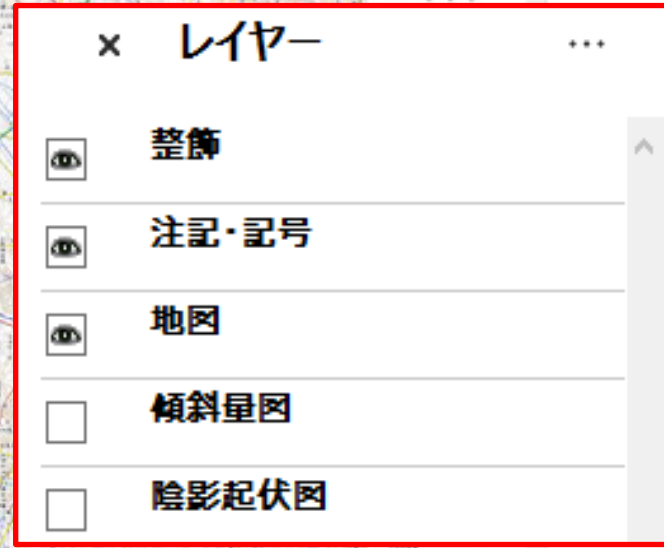 × レイヤー ...
整飾
注記・記号
地図
傾斜量図
陰影起伏図